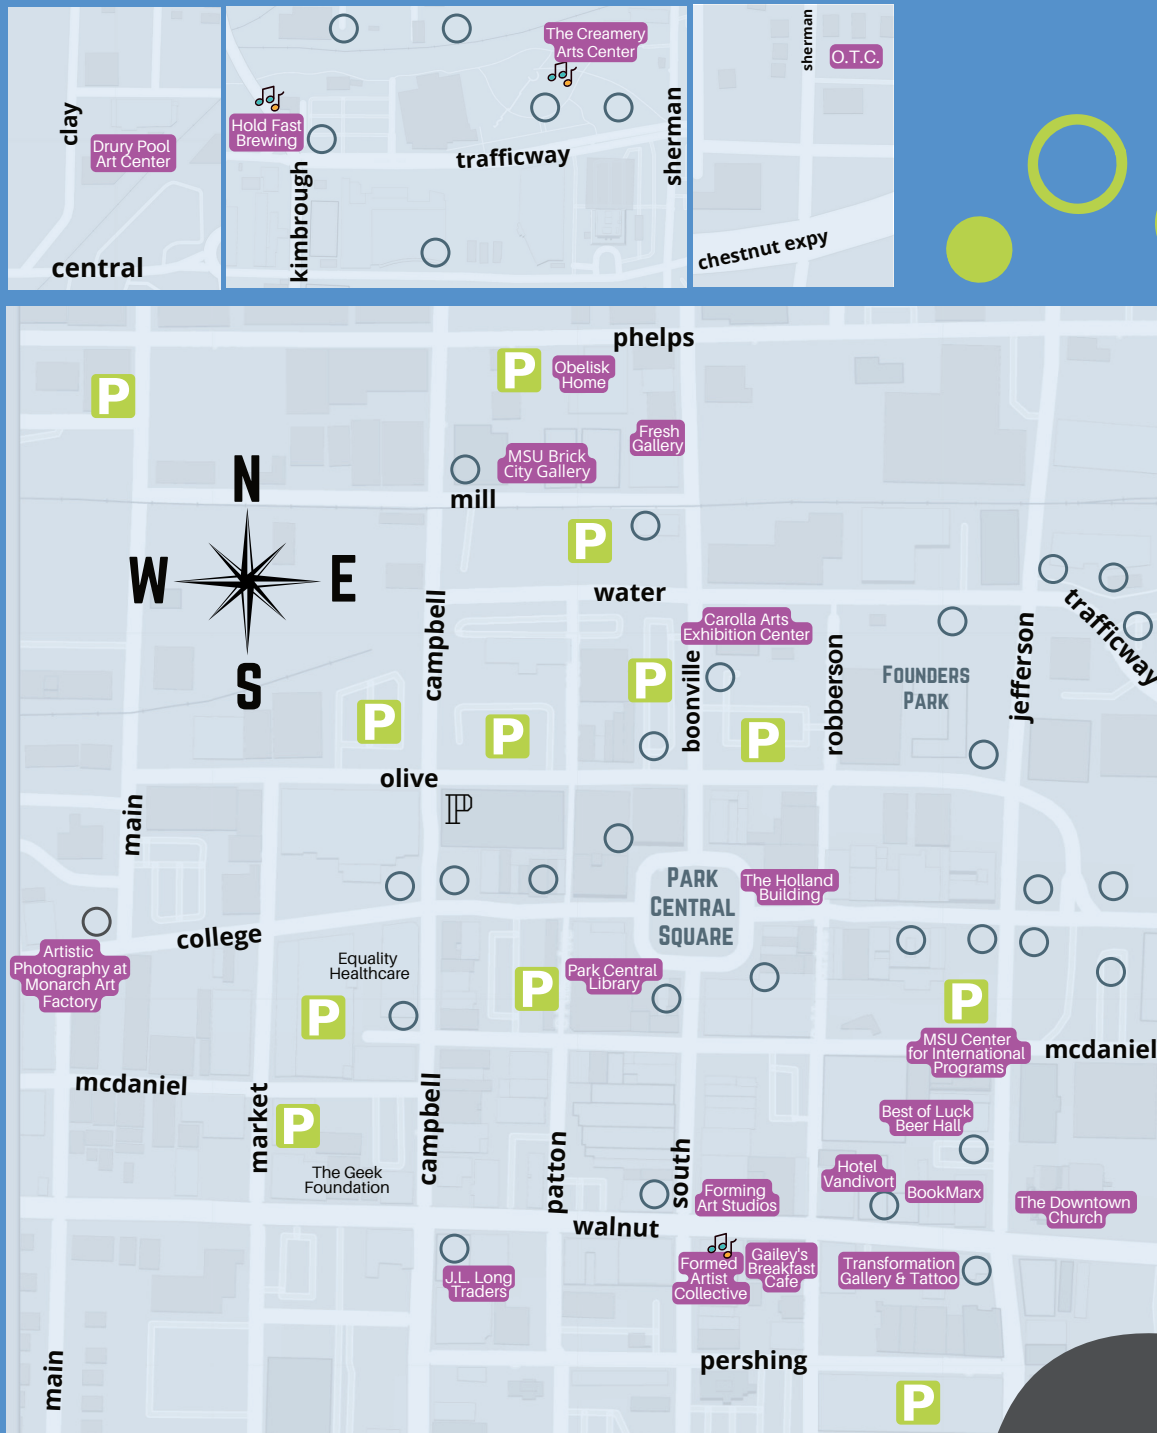 clay
Drury Pool
Art Center
central
The Creamery
Arts Center
Hold Fast
Brewing
trafficway
kimbrough
sherman
sherman
O.T.C.
chestnut expy
phelps
P
P
Obelisk
Home
Fresh
Gallery
MSU Brick
City Gallery
mill
N
W
E
S
P
water
campbell
Carolla Arts
Exhibition Center
trafficway
jefferson
robberson
boonville
FOUNDERS
PARK
P
P
P
P
olive
P
main
PARK
CENTRAL
SQUARE
The Holland
Building
college
Artistic
Photography at
Monarch Art
Factory
Equality
Healthcare
P
P
Park Central
Library
P
MSU Center
for International
Programs
mcdaniel
mcdaniel
market
P
campbell
The Geek
Foundation
patton
south
Best of Luck
Beer Hall
Hotel
Vandivort
BookMarx
Forming
Art Studios
The Downtown
Church
walnut
J.L. Long
Traders
Formed
Artist
Collective
Gailey's
Breakfast
Cafe
Transformation
Gallery & Tattoo
pershing
main
P